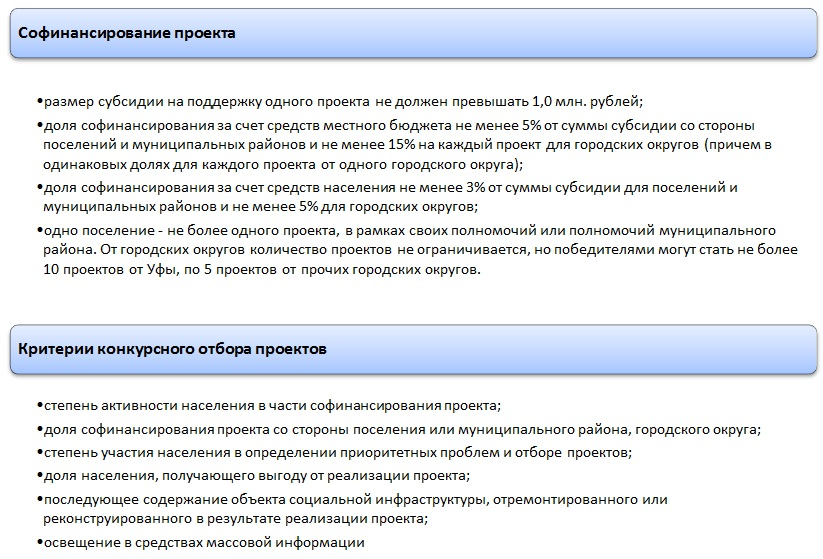 Софинансирование проекта
•размер субсидии на поддержку одного проекта не должен превышать 1,0 млн. рублей;
•доля софинансирования за счет средств местного бюджета не менее 5% от суммы субсидии со стороны
поселений и муниципальных районов и не менее 15% на каждый проект для городских округов (причем в
одинаковых долях для каждого проекта от одного городского округа);
•доля софинансирования за счет средств населения не менее 3% от суммы субсидии для поселений и
муниципальных районов и не менее 5% для городских округов;
•одно поселение - не более одного проекта, в рамках своих полномочий или полномочий муниципального
района. От городских округов количество проектов не ограничивается, но победителями могут стать не более
10 проектов от Уфы, по 5 проектов от прочих городских округов.
Критерии конкурсного отбора проектов
•степень активности населения в части софинансирования проекта;
•доля софинансирования проекта со стороны поселения или муниципального района, городского округа;
•степень участия населения в определении приоритетных проблем и отборе проектов;
•доля населения, получающего выгоду от реализации проекта;
•последующее содержание объекта социальной инфраструктуры, отремонтированного или
реконструированного в результате реализации проекта;
•освещение в средствах массовой информации